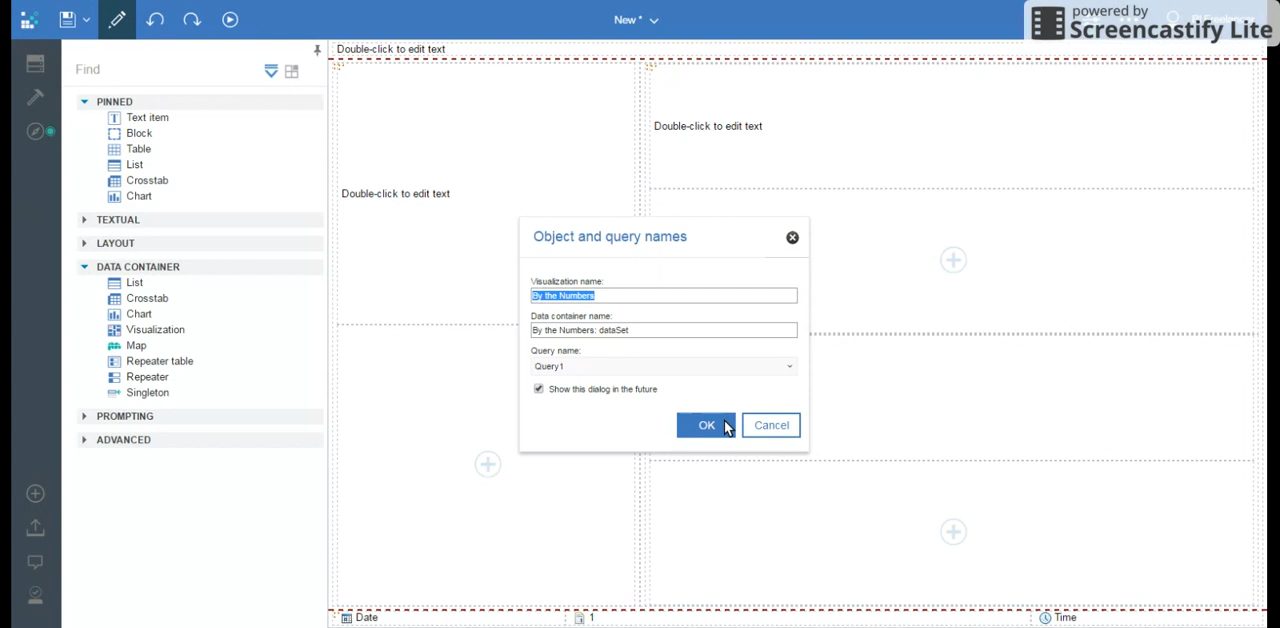 New *
powered by
Screencastify Lite
Find
PINNED
Text item
Block
Table
List
Crosstab
Chart
TEXTUAL
LAYOUT
DATA CONTAINER
List
Crosstab
Chart
Visualization
Map
Repeater table
Repeater
Singleton
PROMPTING
ADVANCED
Double-click to edit text
Double-click to edit text
Double-click to edit text
Object and query names
Visualization name:
By the Numbers
Data container name:
By the Numbers: dataSet
Query name:
Query1
Show this dialog in the future
OK Cancel
Date 1 Time